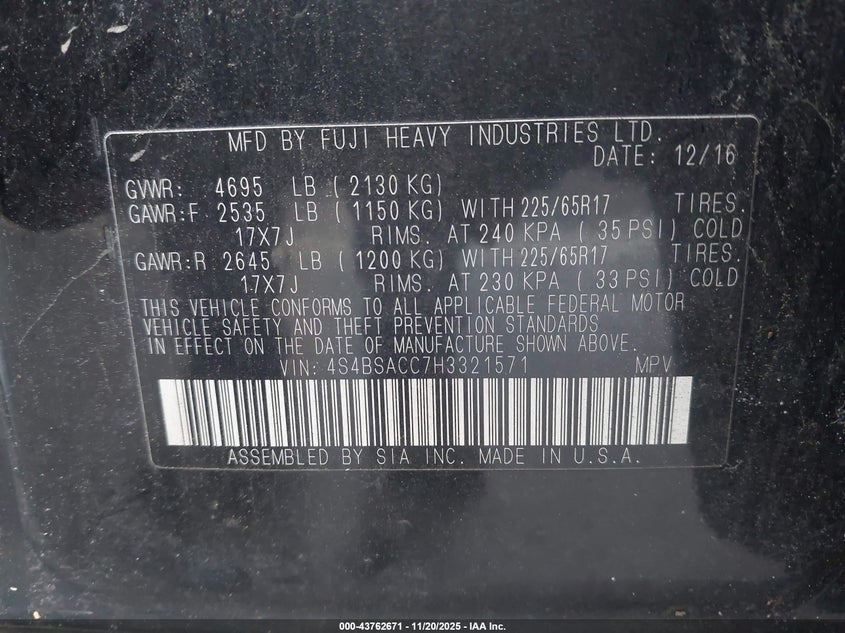 MFD BY FUJI HEAVY INDUSTRIES LTD.
DATE: 12/16
GVWR: 4695 LB (2130 KG)
GAWR:F 2535 LB (1150 KG) WITH 225/65R17 TIRES.
17X7J RIMS. AT 240 KPA (35 PSI) COLD
GAWR:R 2645 LB (1200 KG) WITH 225/65R17 TIRES.
17X7J RIMS. AT 230 KPA (33 PSI) COLD
THIS VEHICLE CONFORMS TO ALL APPLICABLE FEDERAL MOTOR
VEHICLE SAFETY AND THEFT PREVENTION STANDARDS
IN EFFECT ON THE DATE OF MANUFACTURE SHOWN ABOVE.
VIN: 4S4BSACC7H3321571 MPV
ASSEMBLED BY SIA INC. MADE IN U.S.A.
000-43762671 - 11/20/2025 - IAA Inc.